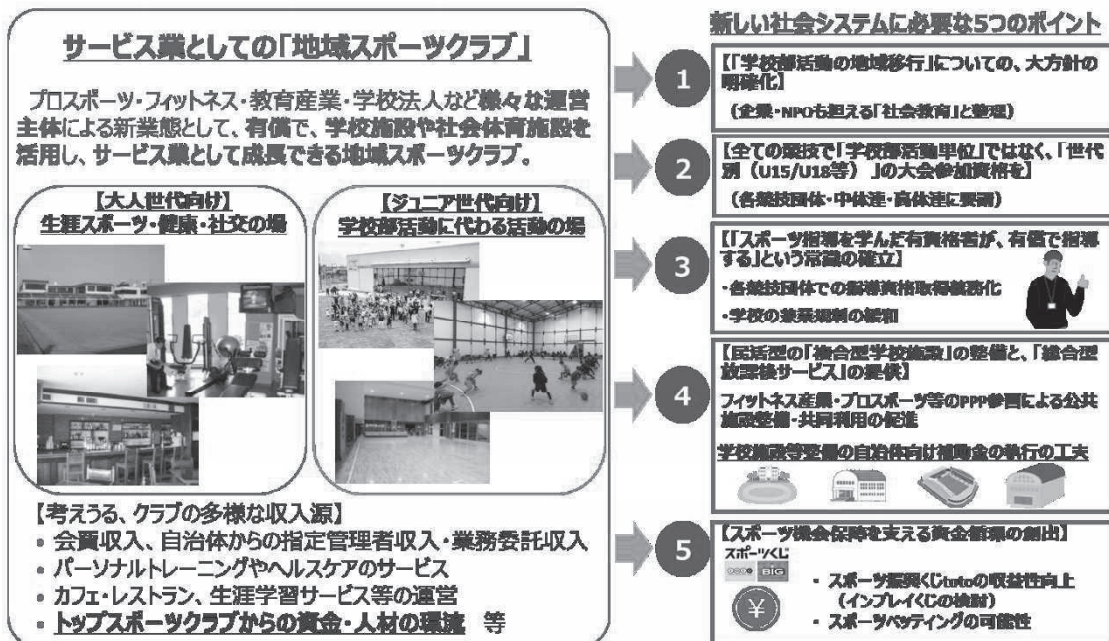 サービス業としての「地域スポーツクラブ」
プロスポーツ・フィットネス・教育産業・学校法人など様々な運営
主体による新業態として、有償で、学校施設や社会体育施設を
活用し、サービス業として成長できる地域スポーツクラブ。
【大人世代向け】
生涯スポーツ・健康・社交の場
【ジュニア世代向け】
学校部活動に代わる活動の場
【考えうる、クラブの多様な収入源】
• 会費収入、自治体からの指定管理者収入・業務委託収入
• パーソナルトレーニングやヘルスケアのサービス
• カフェ・レストラン、生涯学習サービス等の運営
• トップスポーツクラブからの資金・人材の還流 等
新しい社会システムに必要な5つのポイント
1
【「学校部活動の地域移行」についての、大方針の
明確化】
(企業・NPOも担える「社会教育」と整理)
2
【全ての競技で「学校部活動単位」ではなく、「世代
別(U15/U18等)」の大会参加資格を】
(各競技団体・中体連・高体連に要請)
3
【「スポーツ指導を学んだ有資格者が、有償で指導
する」という常識の確立】
・各競技団体での指導資格取得義務化
・学校の兼業規制の緩和
4
【民活型の「複合型学校施設」の整備と、「総合型
放課後サービス」の提供】
フィットネス産業・プロスポーツ等のPPP参画による公共
施設整備・共同利用の促進
学校施設等整備の自治体向け補助金の執行の工夫
5
【スポーツ機会保障を支える資金循環の創出】
スポーツくじ
BIG
¥
・ スポーツ振興くじtotoの収益性向上
(インプレイくじの検討)
・ スポーツベッティングの可能性